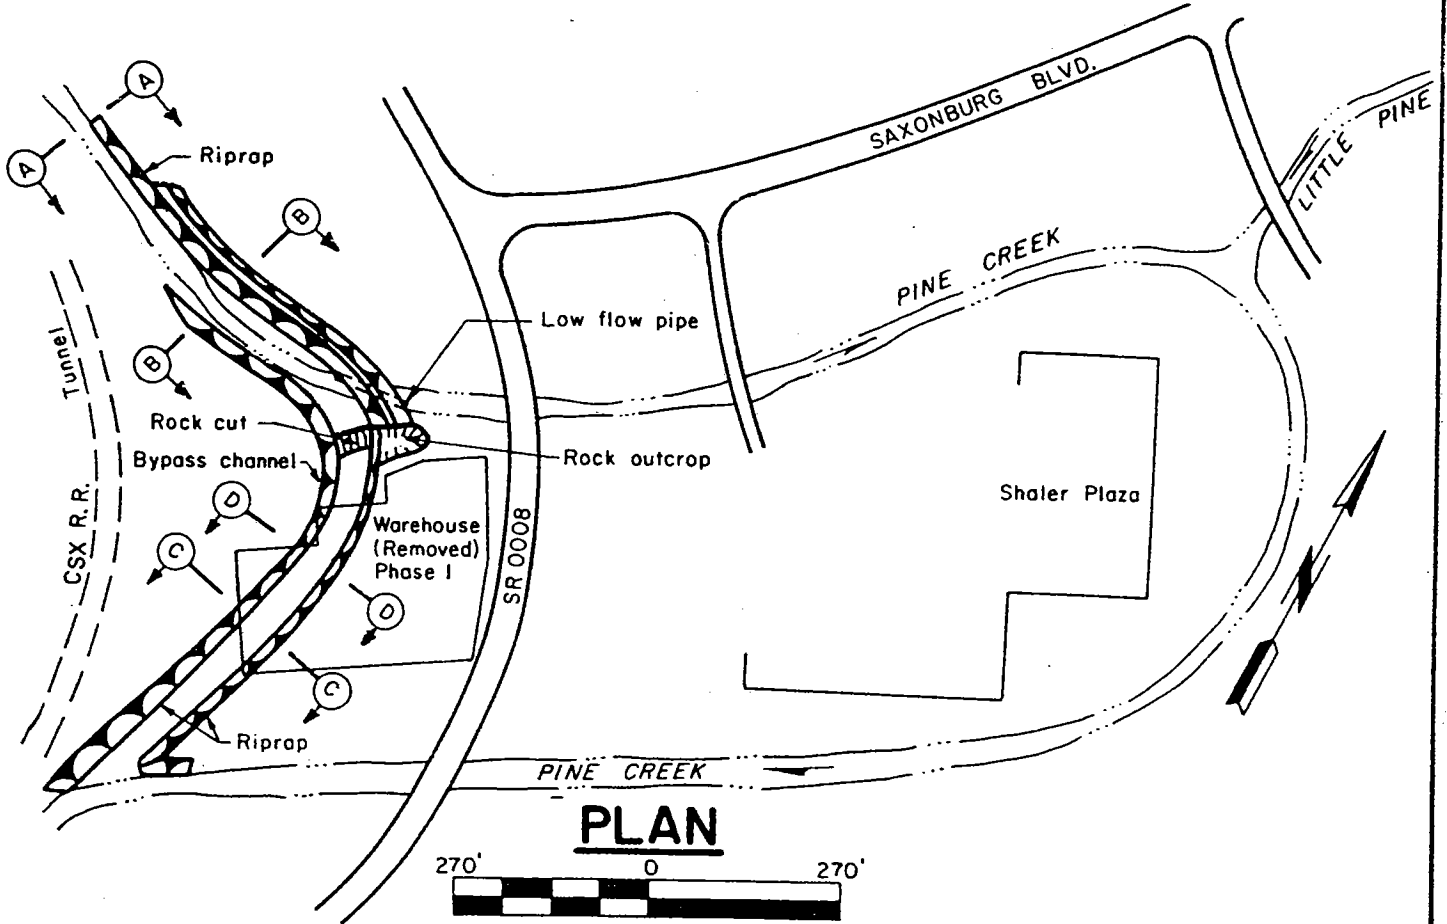 SAXONBURG BLVD.
LITTLE PINE
A
Riprap
A
B
PINE CREEK
Low flow pipe
Tunnel
B
Rock cut
Rock outcrop
Bypass channel
CSX R.R.
D
Shaler Plaza
Warehouse
(Removed)
Phase 1
SR 0008
C
D
C
Riprap
PINE CREEK
PLAN
270' 0 270'